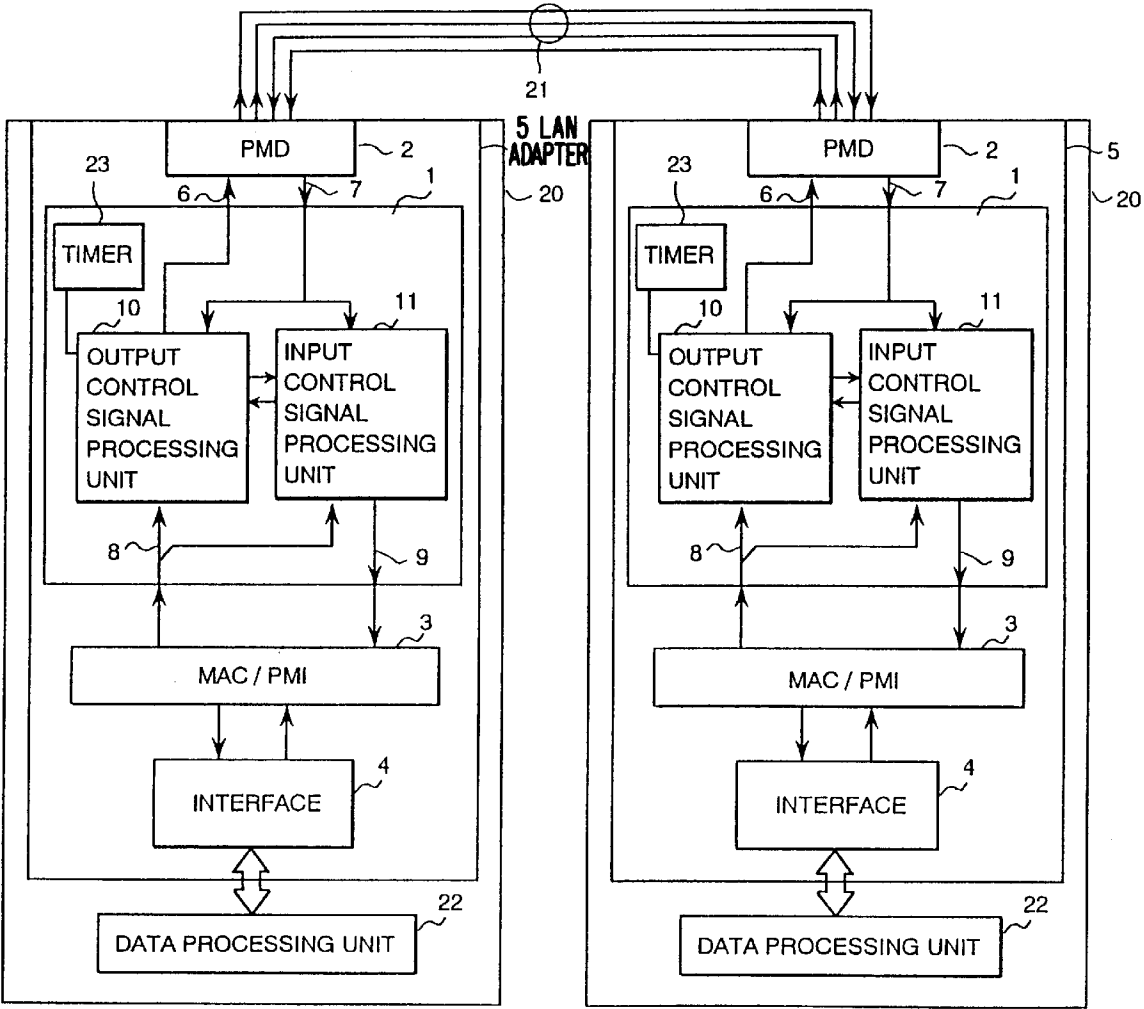 21
PMD
2
5 LAN
ADAPTER
20
6
7
1
23
TIMER
10
11
OUTPUT
CONTROL
SIGNAL
PROCESSING
UNIT
INPUT
CONTROL
SIGNAL
PROCESSING
UNIT
8
9
3
MAC / PMI
4
INTERFACE
22
DATA PROCESSING UNIT
PMD
2
5
20
6
7
1
23
TIMER
10
11
OUTPUT
CONTROL
SIGNAL
PROCESSING
UNIT
INPUT
CONTROL
SIGNAL
PROCESSING
UNIT
8
9
3
MAC / PMI
4
INTERFACE
22
DATA PROCESSING UNIT